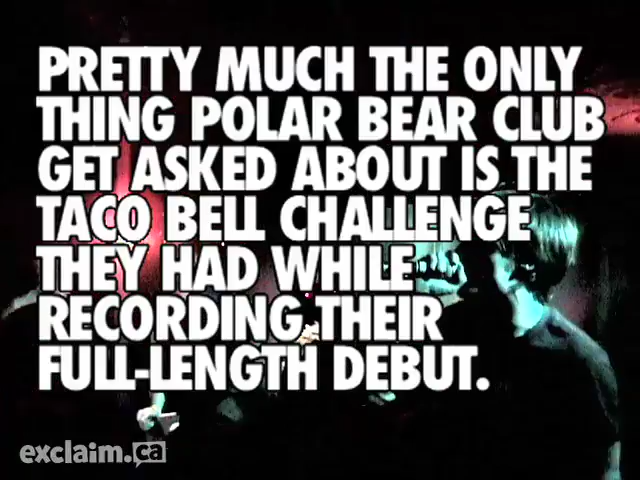 PRETTY MUCH THE ONLY
THING POLAR BEAR CLUB
GET ASKED ABOUT IS THE
TACO BELL CHALLENGE
THEY HAD WHILE
RECORDING THEIR
FULL-LENGTH DEBUT.
exclaim.ca